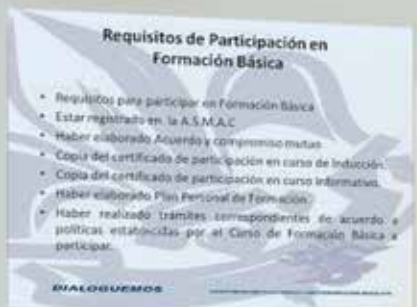 Requisitos de Participación en
Formación Básica
• Requisitos para participar en Formación Básica
• Estar registrado en la A.S.M.A.C
• Haber elaborado Acuerdo y compromiso mutuo
• Copia del certificado de participación en curso de Inducción.
• Copia del certificado de participación en curso informativo.
• Haber elaborado Plan Personal de Formación.
• Haber realizado trámites correspondientes de acuerdo a
políticas establecidas por el Curso de Formación Básica a
participar.
DIALOGUEMOS